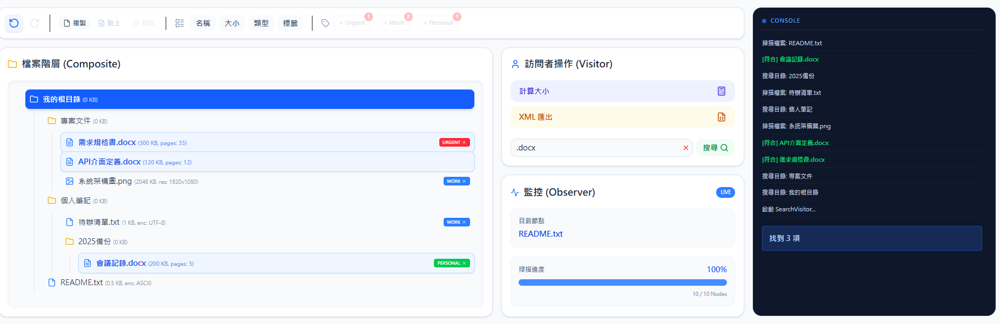 複製
貼上
刪除
名稱
大小
類型
標籤
+ Urgent 1
+ Work 2
+ Personal 1
檔案階層 (Composite)
我的根目錄 (0 KB)
專案文件 (0 KB)
需求規格書.docx (500 KB, pages: 35) URGENT ×
API介面定義.docx (120 KB, pages: 12)
系統架構圖.png (2048 KB, res: 1920x1080) WORK ×
個人筆記 (0 KB)
待辦清單.txt (1 KB, enc: UTF-8) WORK ×
2025備份 (0 KB)
會議記錄.docx (200 KB, pages: 5) PERSONAL ×
README.txt (0.5 KB, enc: ASCII)
訪問者操作 (Visitor)
計算大小
XML 匯出
.docx ×
搜尋
監控 (Observer) LIVE
目前節點
README.txt
掃描進度 100%
10 / 10 Nodes
CONSOLE
掃描檔案: README.txt
[符合] 會議記錄.docx
搜尋目錄: 2025備份
掃描檔案: 待辦清單.txt
搜尋目錄: 個人筆記
掃描檔案: 系統架構圖.png
[符合] API介面定義.docx
[符合] 需求規格書.docx
搜尋目錄: 專案文件
搜尋目錄: 我的根目錄
啟動 SearchVisitor...
找到 3 項